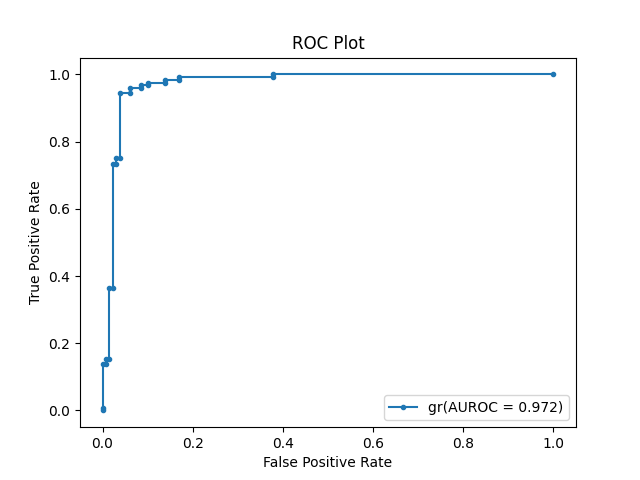 ROC Plot
1.0
0.8
0.6
0.4
0.2
0.0
True Positive Rate
gr(AUROC = 0.972)
0.0 0.2 0.4 0.6 0.8 1.0
False Positive Rate